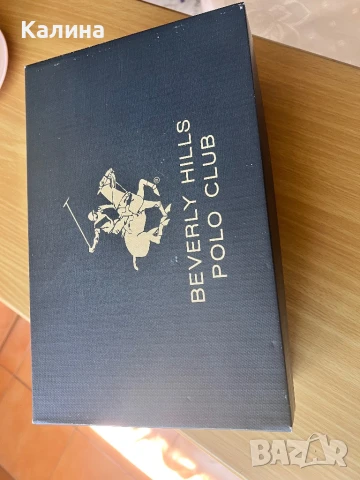 Калина
BEVERLY HILLS
POLO CLUB
®
BAZAR